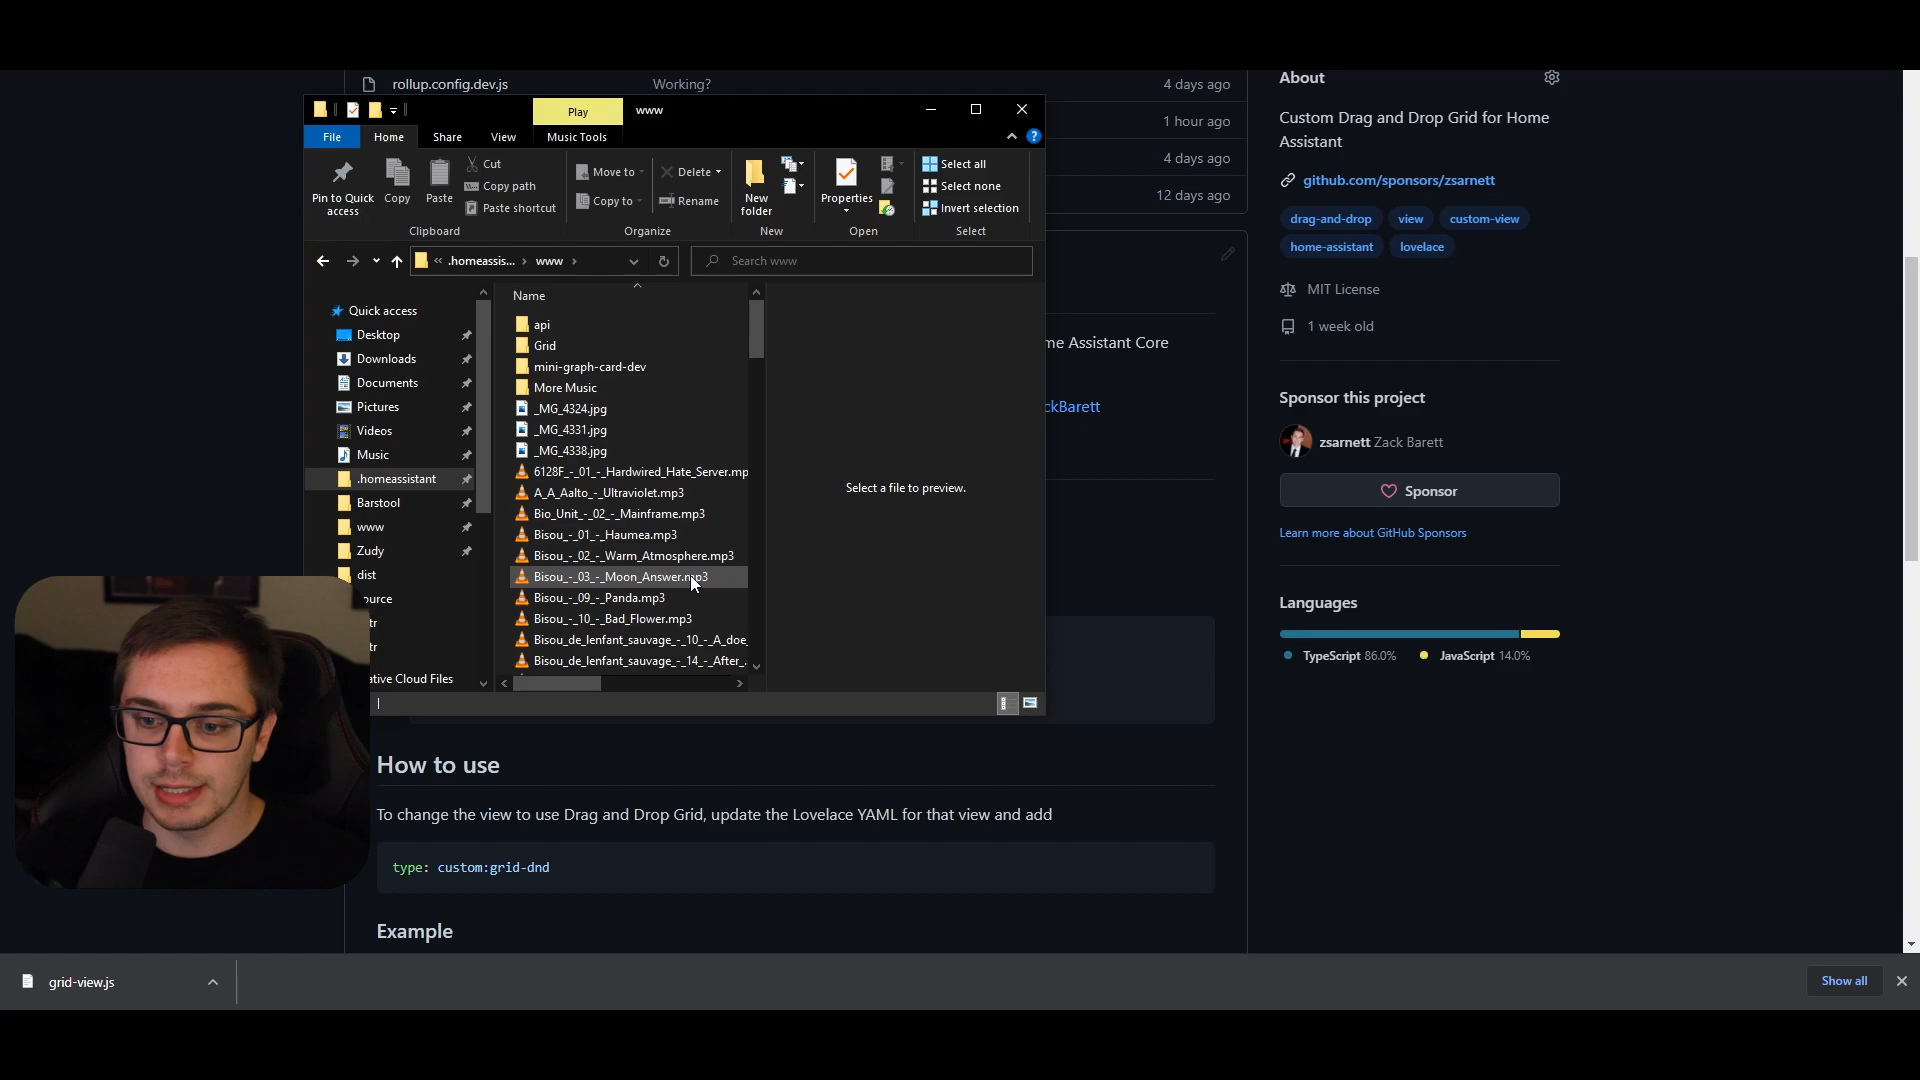 rollup.config.dev.js Working? 4 days ago
1 hour ago
4 days ago
12 days ago
Play www
File Home Share View Music Tools
Pin to Quick access
Copy
Paste
Cut
Copy path
Paste shortcut
Clipboard
Move to
Copy to
Delete
Rename
Organize
New folder
New
Properties
Open
Select all
Select none
Invert selection
Select
« .homeassis... › www ›
Search www
Quick access
Desktop
Downloads
Documents
Pictures
Videos
Music
.homeassistant
Barstool
www
Zudy
dist
ource
tr
tr
ative Cloud Files
Name
api
Grid
mini-graph-card-dev
More Music
_MG_4324.jpg
_MG_4331.jpg
_MG_4338.jpg
6128F_-_01_-_Hardwired_Hate_Server.mp
A_A_Aalto_-_Ultraviolet.mp3
Bio_Unit_-_02_-_Mainframe.mp3
Bisou_-_01_-_Haumea.mp3
Bisou_-_02_-_Warm_Atmosphere.mp3
Bisou_-_03_-_Moon_Answer.mp3
Bisou_-_09_-_Panda.mp3
Bisou_-_10_-_Bad_Flower.mp3
Bisou_de_lenfant_sauvage_-_10_-_A_doe_
Bisou_de_lenfant_sauvage_-_14_-_After_.
Select a file to preview.
me Assistant Core
ckBarett
How to use
To change the view to use Drag and Drop Grid, update the Lovelace YAML for that view and add
type: custom:grid-dnd
Example
About
Custom Drag and Drop Grid for Home
Assistant
github.com/sponsors/zsarnett
drag-and-drop view custom-view
home-assistant lovelace
MIT License
1 week old
Sponsor this project
zsarnett Zack Barett
Sponsor
Learn more about GitHub Sponsors
Languages
TypeScript 86.0% JavaScript 14.0%
grid-view.js
Show all